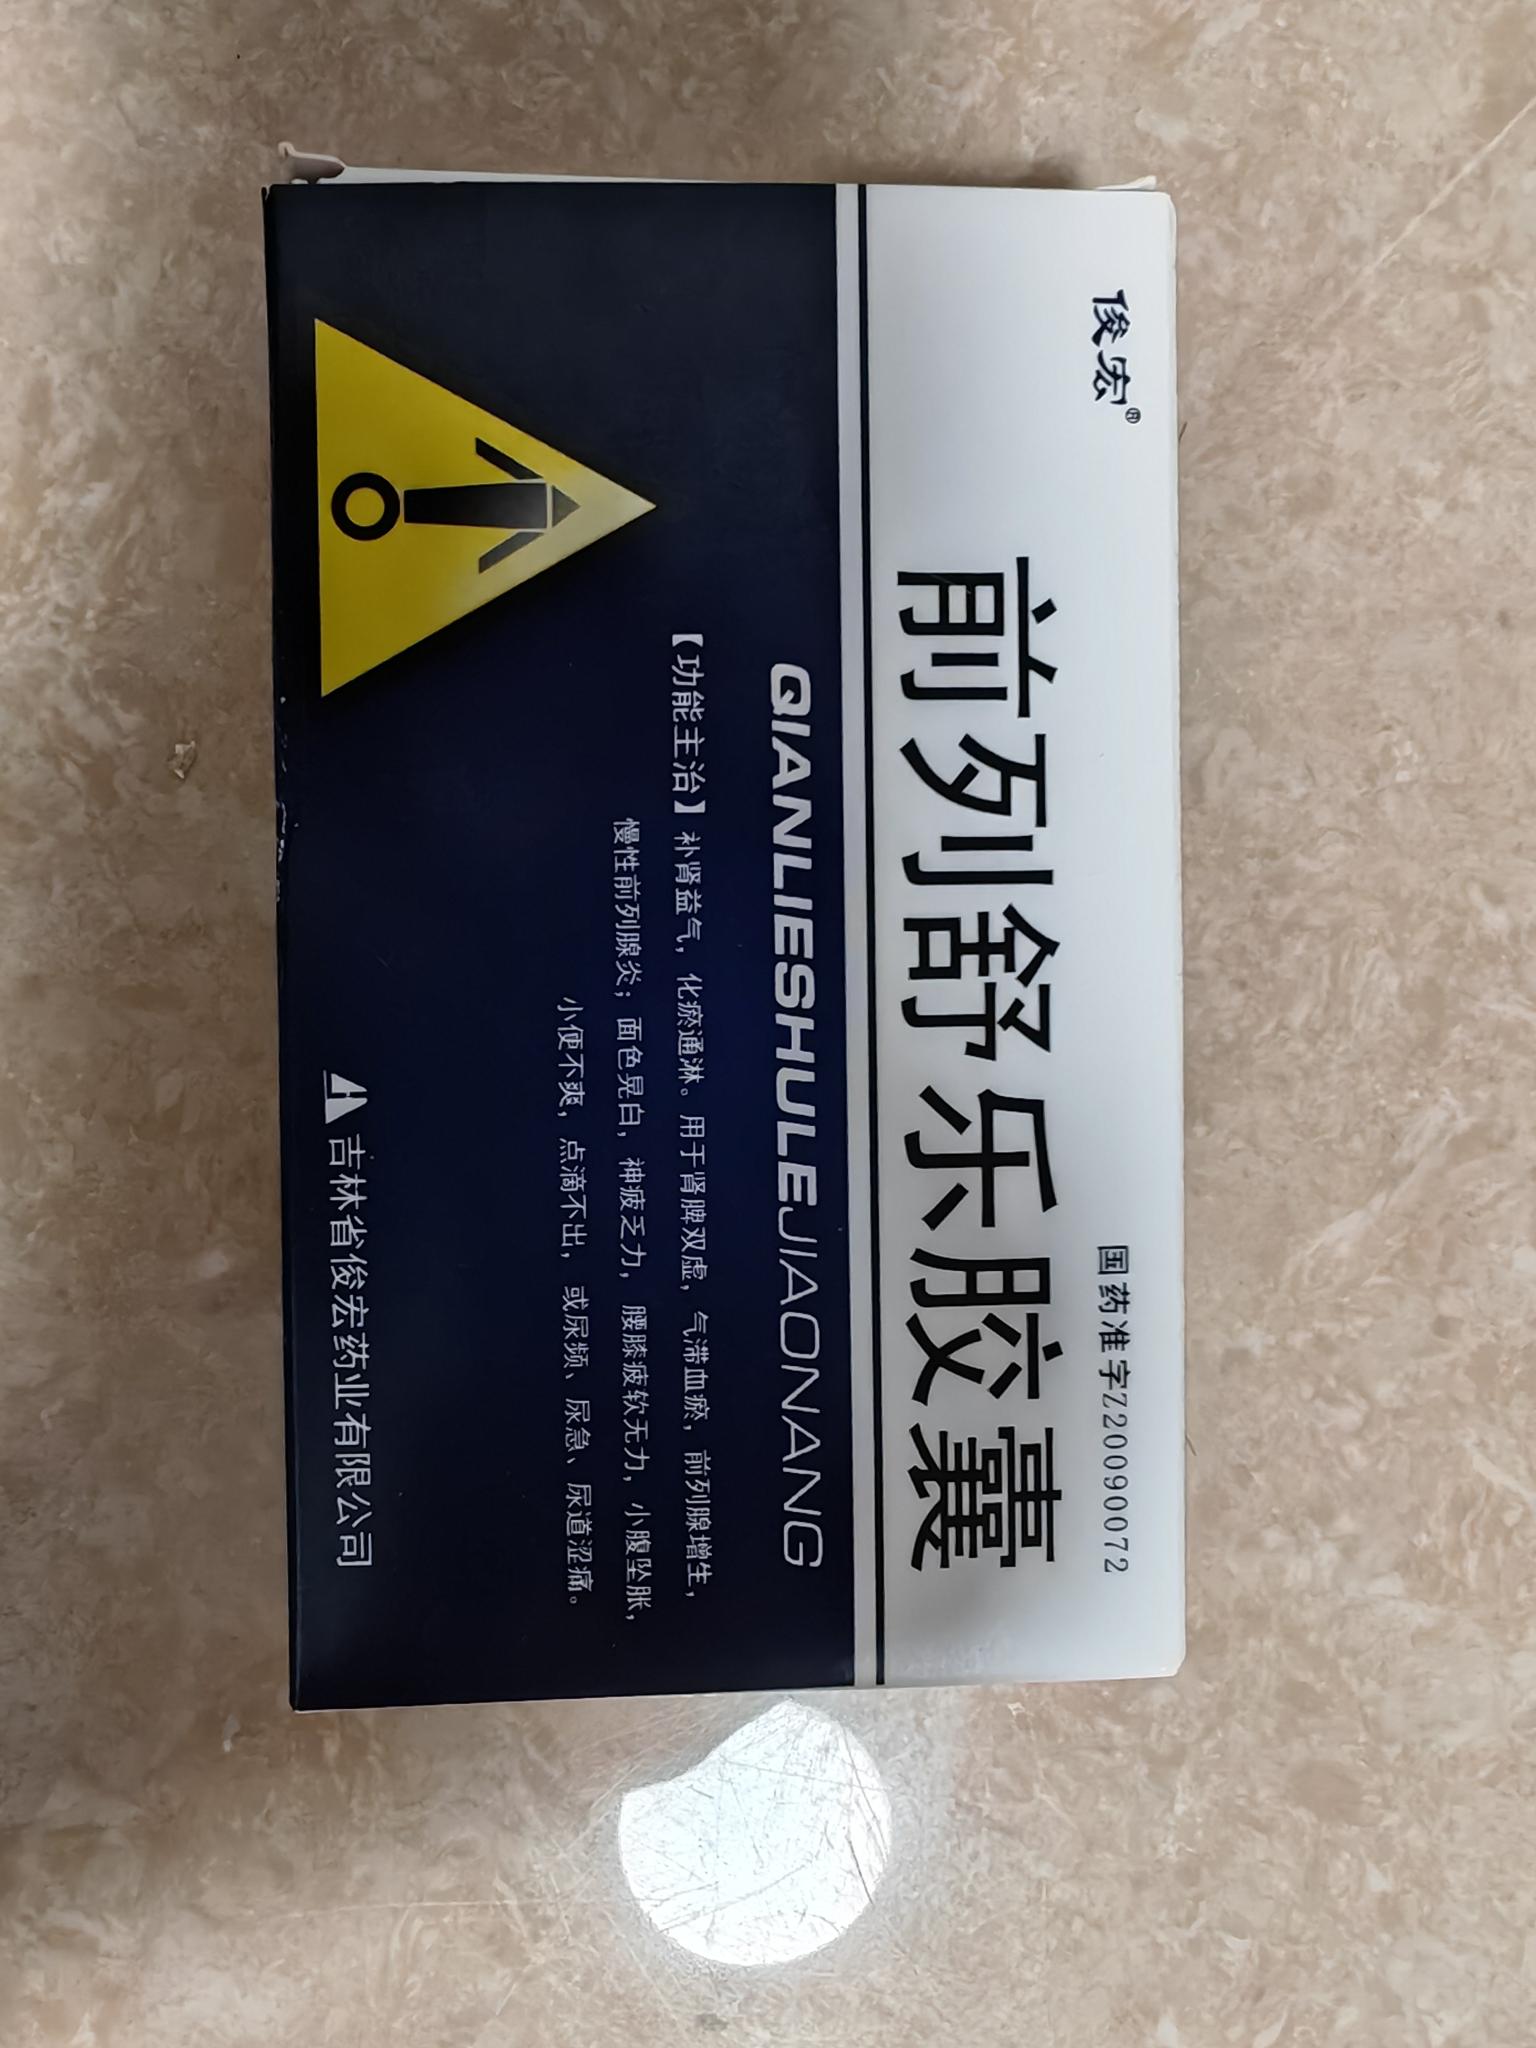 俊宏®
国药准字Z20090072
前列舒乐胶囊
QIANLIESHULEJIAONANG
【功能主治】补肾益气，化瘀通淋。用于肾脾双虚，气滞血瘀，前列腺增生，
慢性前列腺炎；面色晃白，神疲乏力，腰膝疲软无力，小腹坠胀，
小便不爽，点滴不出，或尿频、尿急、尿道涩痛。
吉林省俊宏药业有限公司